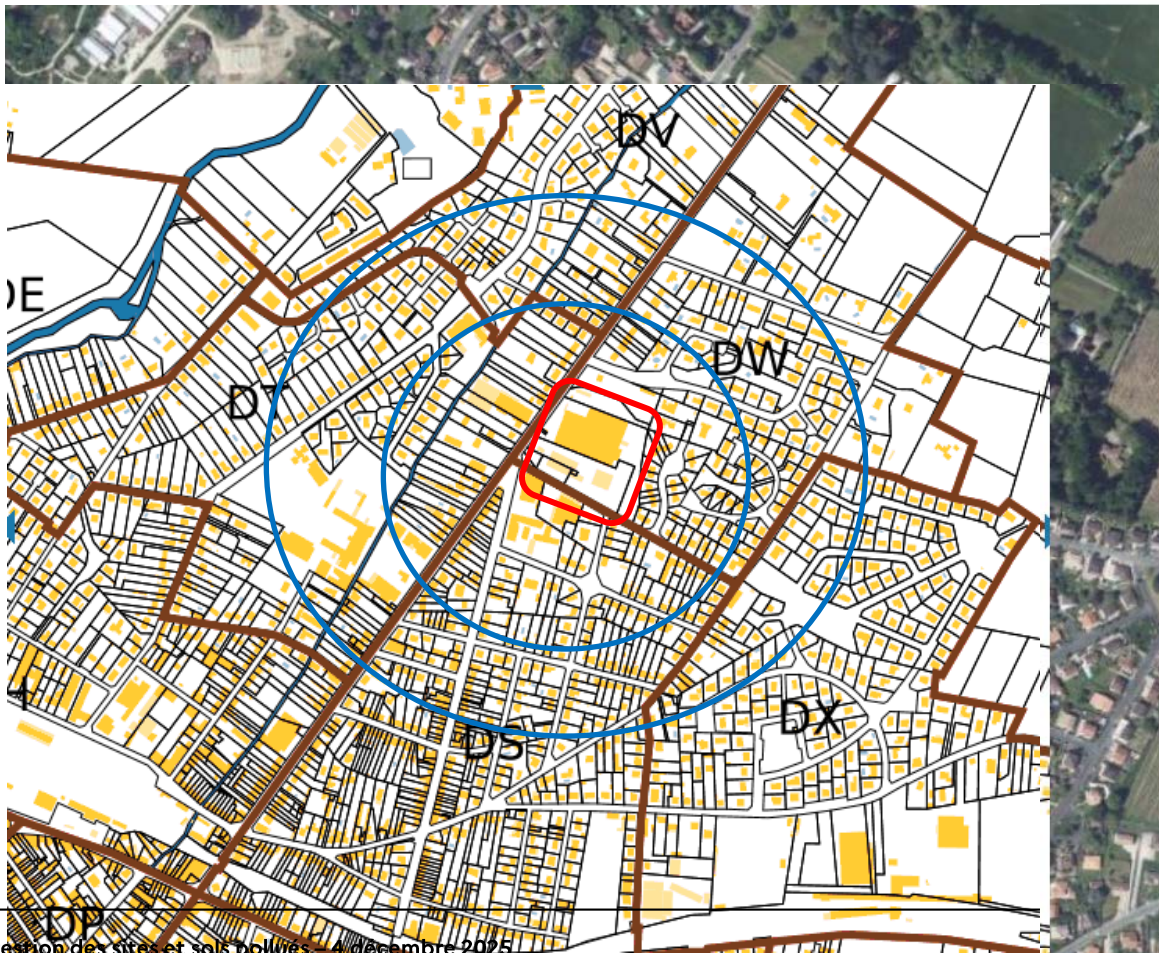 DV
DE
DW
DT
DX
DS
DP
estion des sites et sols pollués – 4 décembre 2025